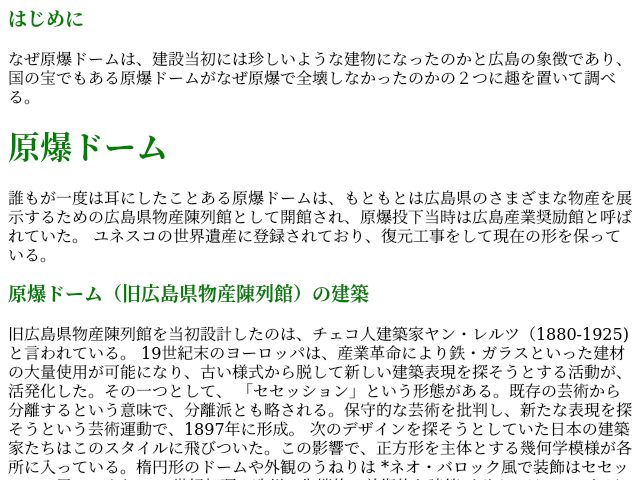 はじめに
なぜ原爆ドームは、建設当初には珍しいような建物になったのかと広島の象徴であり、
国の宝でもある原爆ドームがなぜ原爆で全壊しなかったのかの２つに趣を置いて調べ
る。
原爆ドーム
誰もが一度は耳にしたことある原爆ドームは、もともとは広島県のさまざまな物産を展
示するための広島県物産陳列館として開館され、原爆投下当時は広島産業奨励館と呼ば
れていた。 ユネスコの世界遺産に登録されており、復元工事をして現在の形を保って
いる。
原爆ドーム（旧広島県物産陳列館）の建築
旧広島県物産陳列館を当初設計したのは、チェコ人建築家ヤン・レルツ（1880-1925)
と言われている。 19世紀末のヨーロッパは、産業革命により鉄・ガラスといった建材
の大量使用が可能になり、古い様式から脱して新しい建築表現を探そうとする活動が、
活発化した。その一つとして、 「セセッション」という形態がある。既存の芸術から
分離するという意味で、分離派とも略される。保守的な芸術を批判し、新たな表現を探
そうという芸術運動で、1897年に形成。 次のデザインを探そうとしていた日本の建築
家たちはこのスタイルに飛びついた。この影響で、正方形を主体とする幾何学模様が各
所に入っている。楕円形のドームや外観のうねりは *ネオ・バロック風で装飾はセセッ